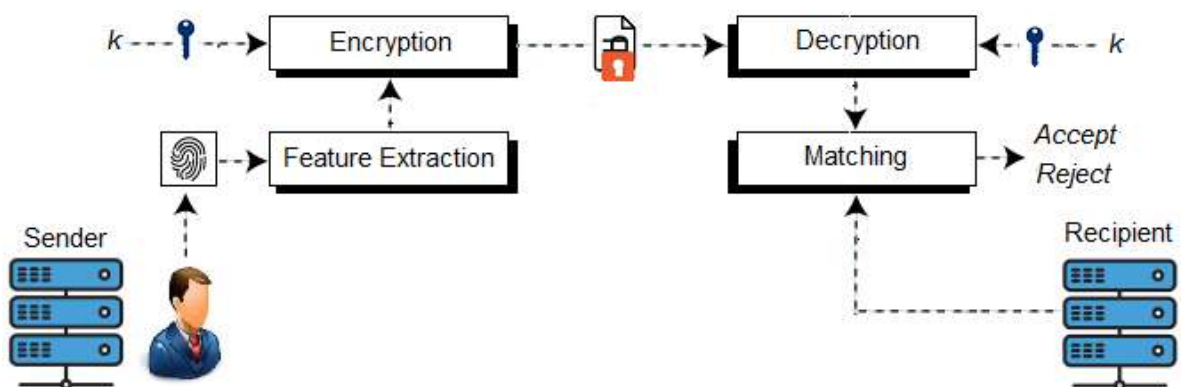 k
Encryption
Decryption
k
Feature Extraction
Matching
Accept
Reject
Sender
Recipient